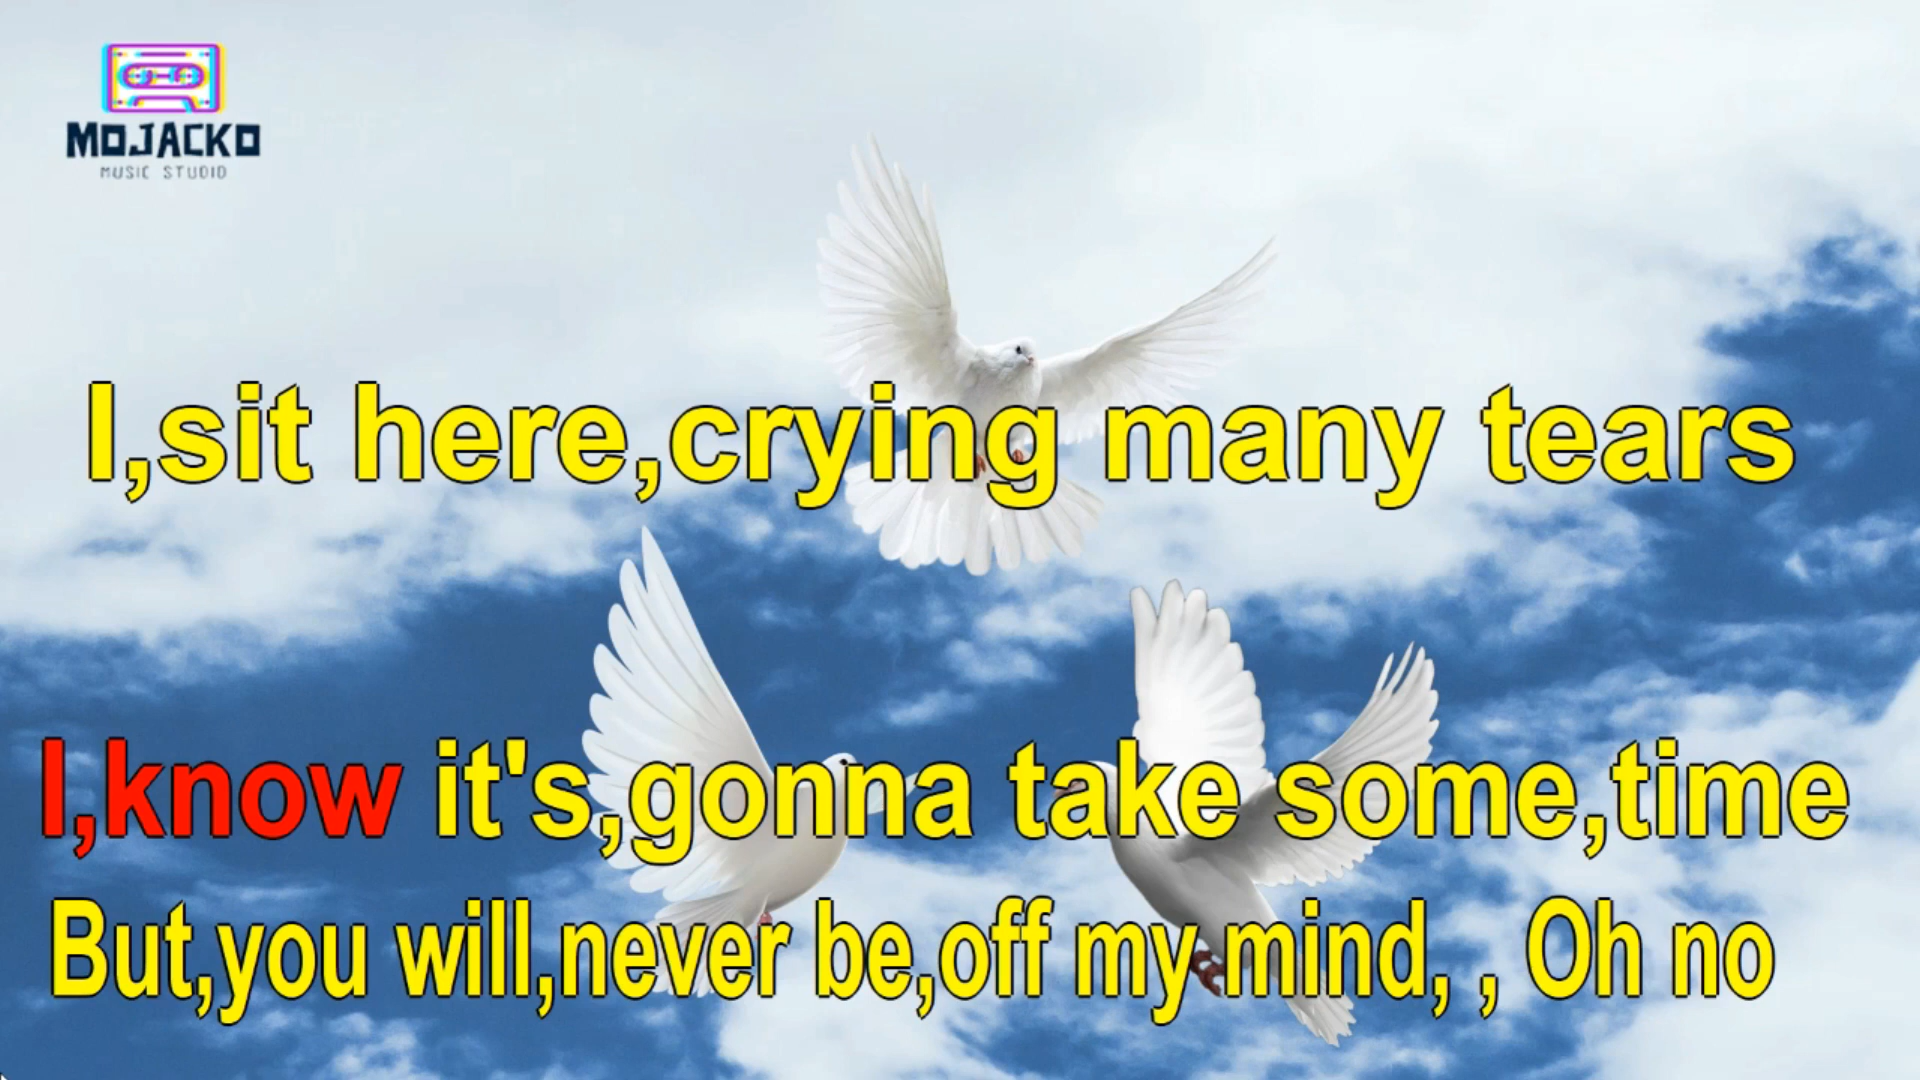 MOJACKO
MUSIC STUDIO
I,sit here,crying many tears
I,know it's,gonna take some,time
But,you will,never be,off my mind, , Oh no